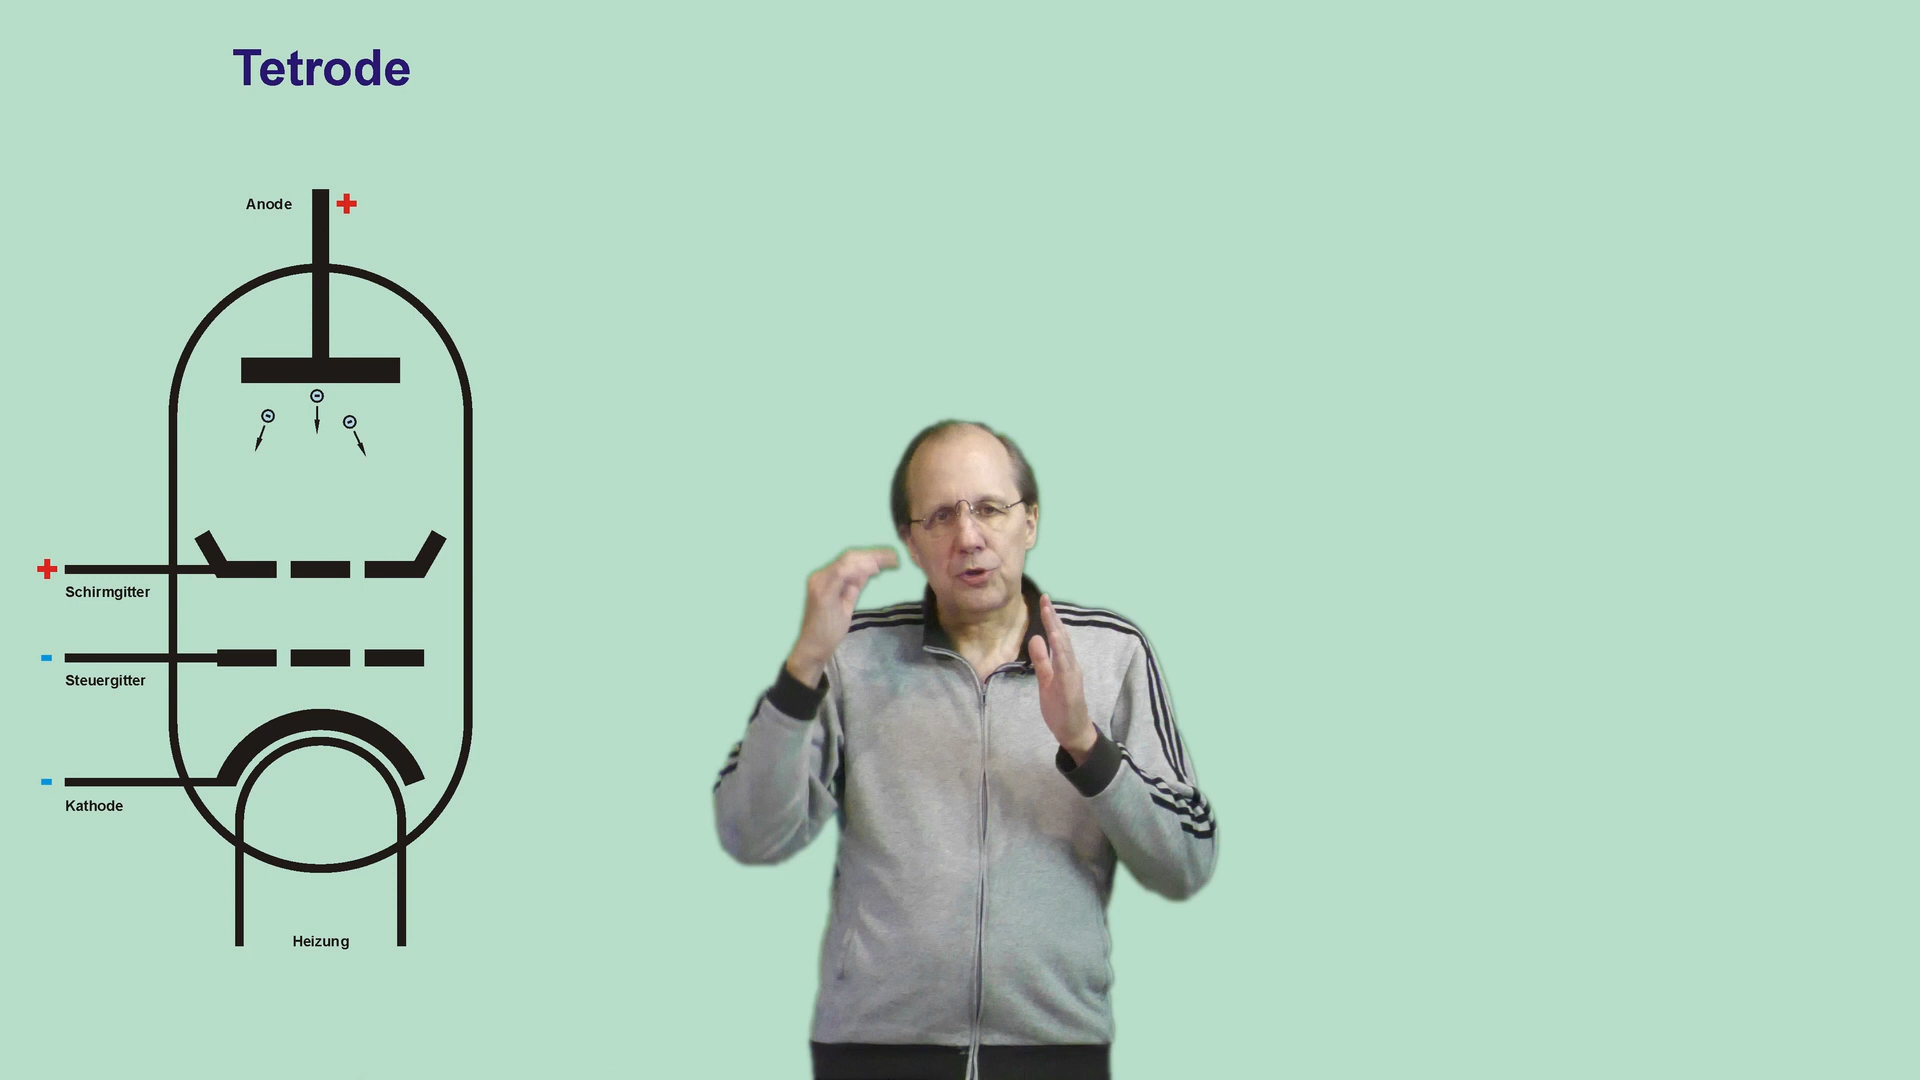 Tetrode
Anode
Schirmgitter
Steuergitter
Kathode
Heizung